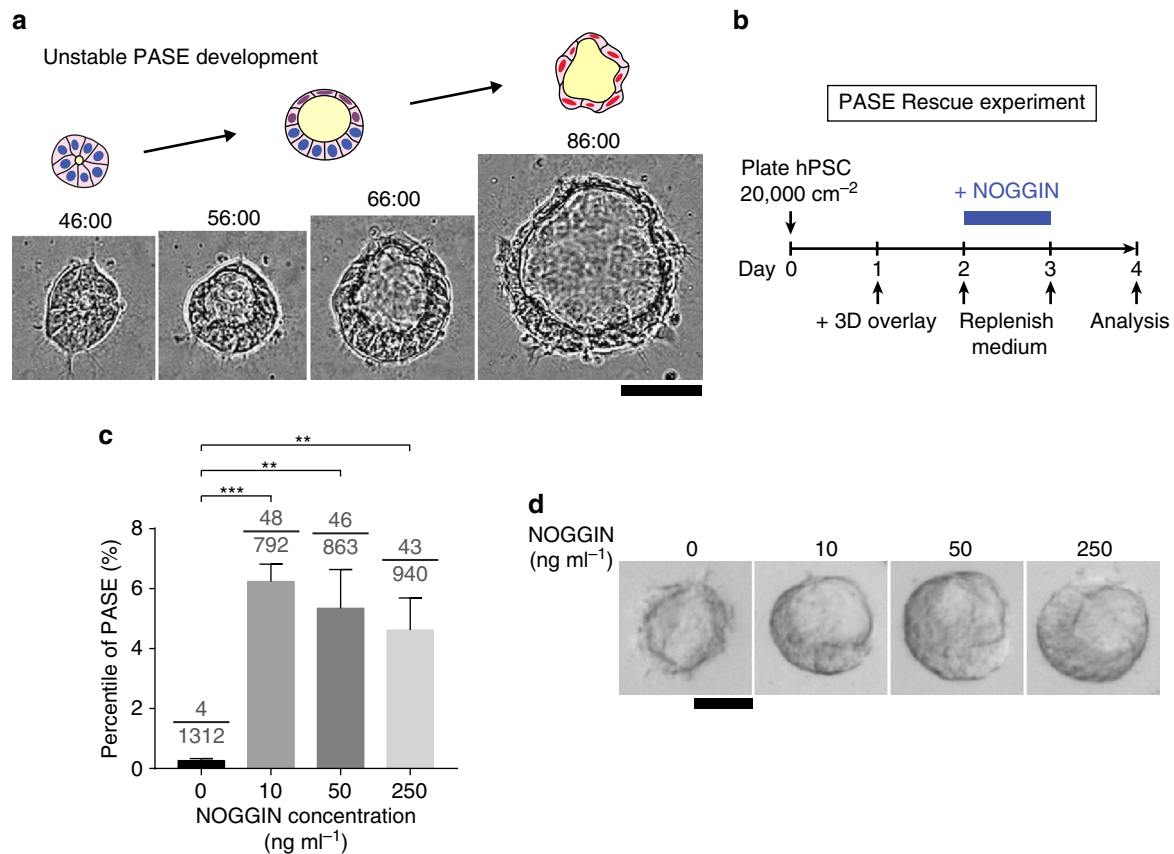 a
Unstable PASE development
46:00
56:00
66:00
86:00
b
PASE Rescue experiment
Plate hPSC
20,000 cm⁻²
+ NOGGIN
Day 0 1 2 3 4
+ 3D overlay
Replenish
medium
Analysis
c
**
**
***
Percentile of PASE (%)
8
6
4
2
0
4
1312
48
792
46
863
43
940
0 10 50 250
NOGGIN concentration
(ng ml⁻¹)
d
NOGGIN
(ng ml⁻¹)
0 10 50 250